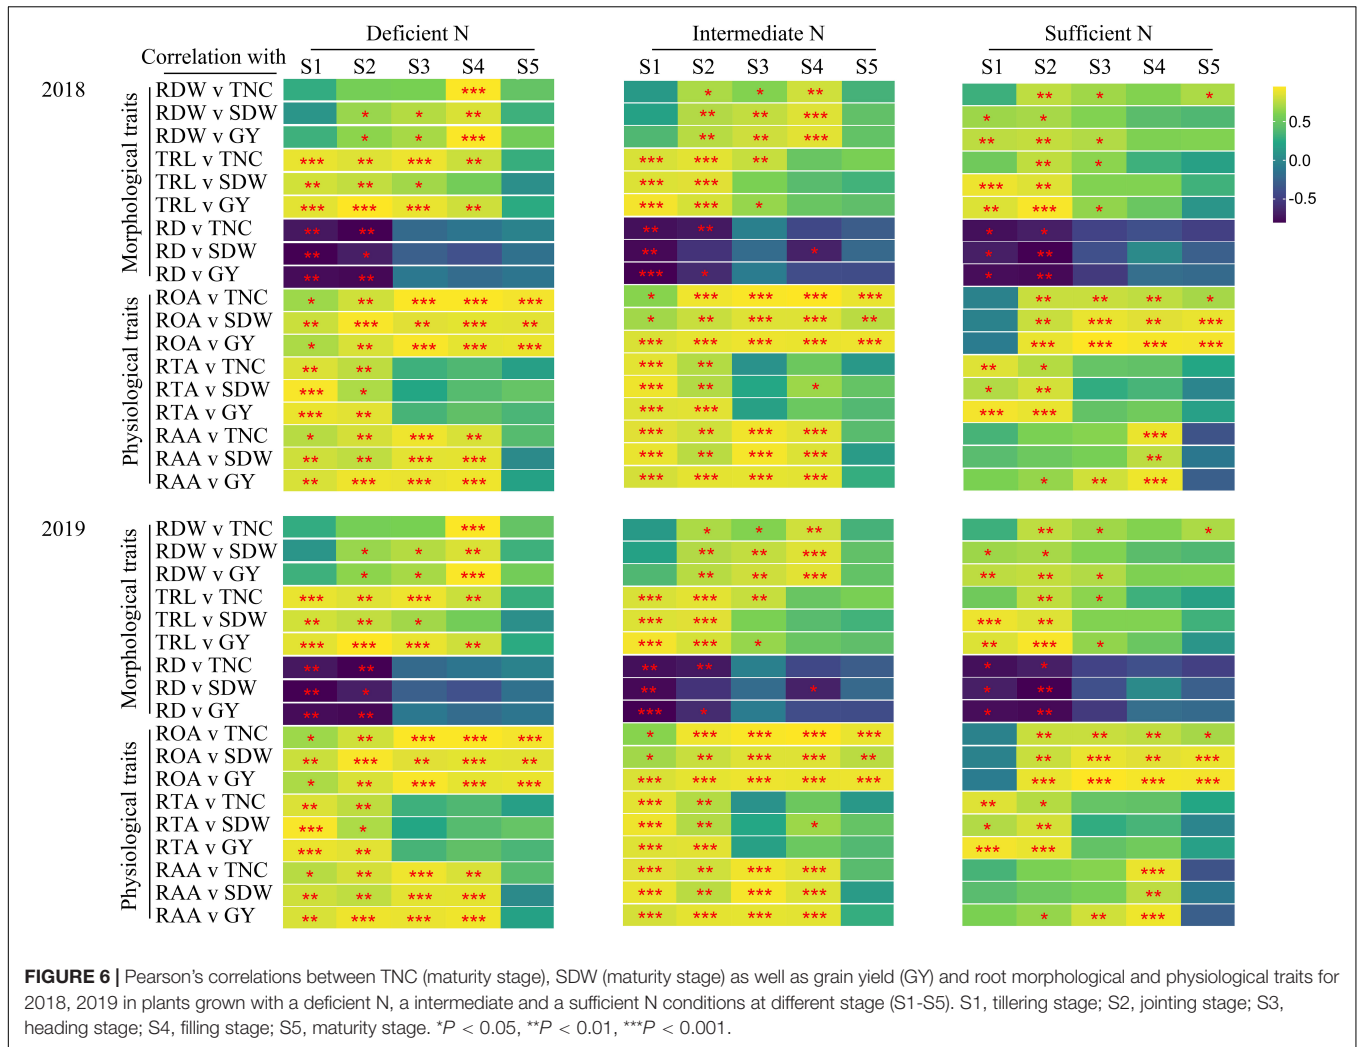 Deficient N Intermediate N Sufficient N
Correlation with S1 S2 S3 S4 S5 S1 S2 S3 S4 S5 S1 S2 S3 S4 S5
2018
Morphological traits
RDW v TNC *** * * ** ** * *
RDW v SDW * * ** ** ** *** * *
RDW v GY * * *** ** ** *** ** ** *
TRL v TNC *** ** *** ** *** *** ** ** *
TRL v SDW ** ** * *** *** *** **
TRL v GY *** *** *** ** *** *** * ** *** *
RD v TNC ** ** ** ** * *
RD v SDW ** * ** * * **
RD v GY ** ** *** * * **
Physiological traits
ROA v TNC * ** *** *** *** * *** *** *** *** ** ** ** *
ROA v SDW ** *** ** *** ** * ** *** *** ** ** *** ** ***
ROA v GY * ** *** *** *** *** *** *** *** *** *** *** *** ***
RTA v TNC ** ** *** ** ** *
RTA v SDW *** * *** ** * * **
RTA v GY *** ** *** *** *** ***
RAA v TNC * ** *** ** *** ** *** *** ***
RAA v SDW ** ** *** *** *** ** *** *** **
RAA v GY ** *** *** *** *** *** *** *** * ** ***
0.5
0.0
-0.5
2019
Morphological traits
RDW v TNC *** * * ** ** * *
RDW v SDW * * ** ** ** *** * *
RDW v GY * * *** ** ** *** ** ** *
TRL v TNC *** ** *** ** *** *** ** ** *
TRL v SDW ** ** * *** *** *** **
TRL v GY *** *** *** ** *** *** * ** *** *
RD v TNC ** ** ** ** * *
RD v SDW ** * ** * * **
RD v GY ** ** *** * * **
Physiological traits
ROA v TNC * ** *** *** *** * *** *** *** *** ** ** ** *
ROA v SDW ** *** ** *** ** * ** *** *** ** ** *** ** ***
ROA v GY * ** *** *** *** *** *** *** *** *** *** *** *** ***
RTA v TNC ** ** *** ** ** *
RTA v SDW *** * *** ** * * **
RTA v GY *** ** *** *** *** ***
RAA v TNC * ** *** ** *** ** *** *** ***
RAA v SDW ** ** *** *** *** ** *** *** **
RAA v GY ** *** *** *** *** *** *** *** * ** ***
FIGURE 6 | Pearson's correlations between TNC (maturity stage), SDW (maturity stage) as well as grain yield (GY) and root morphological and physiological traits for
2018, 2019 in plants grown with a deficient N, a intermediate and a sufficient N conditions at different stage (S1-S5). S1, tillering stage; S2, jointing stage; S3,
heading stage; S4, filling stage; S5, maturity stage. *P < 0.05, **P < 0.01, ***P < 0.001.